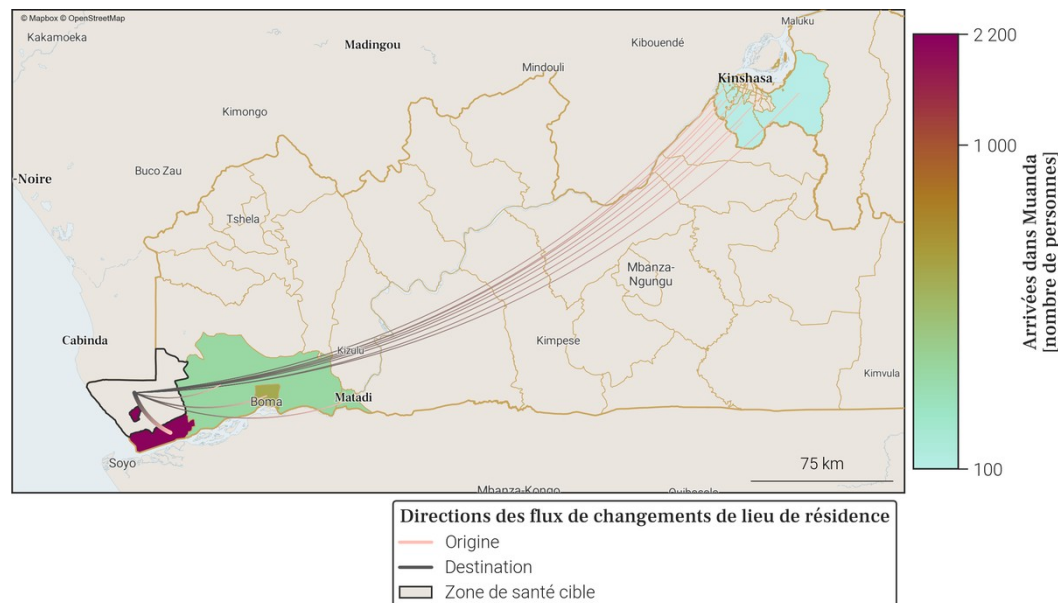 © Mapbox © OpenStreetMap
Kakamoeka
Madingou
Kibouendé
Maluku
Mindouli
Kinshasa
Kimongo
Buco Zau
-Noire
Tshela
Mbanza-
Ngungu
Cabinda
Kizulu
Kimpese
Kimvula
Boma
Matadi
Soyo
75 km
Mbanza-Kongo
2 200
1 000
100
Arrivées dans Muanda
[nombre de personnes]
Directions des flux de changements de lieu de résidence
Origine
Destination
Zone de santé cible